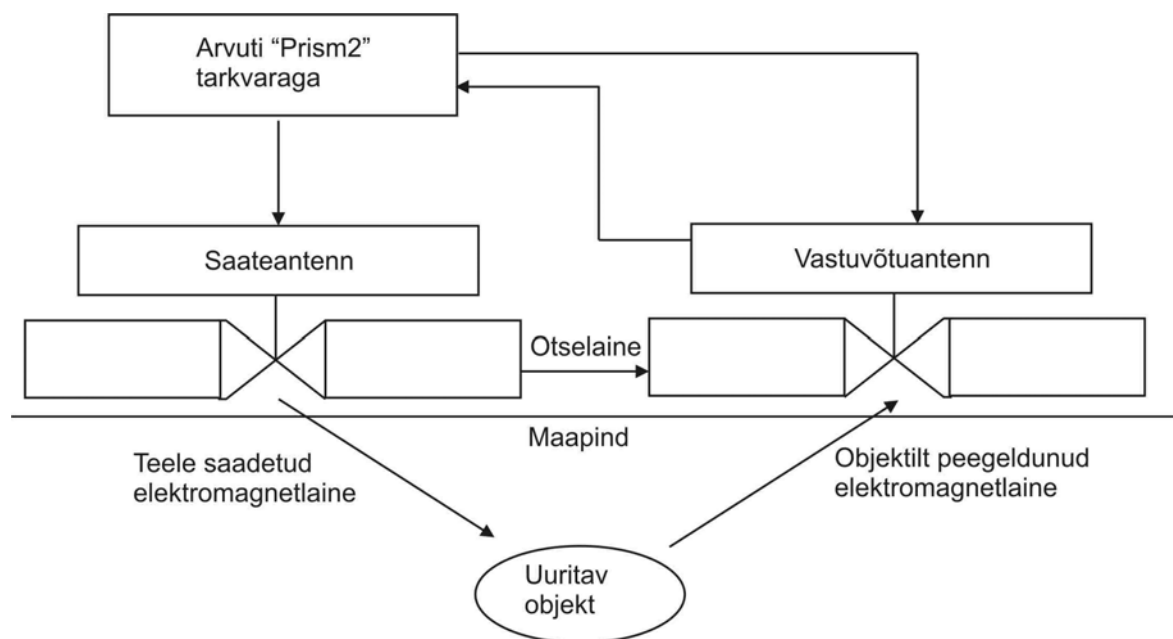 Arvuti “Prism2”
tarkvaraga
Saateantenn
Vastuvõtuantenn
Otselaine
Maapind
Teele saadetud
elektromagnetlaine
Objektilt peegeldunud
elektromagnetlaine
Uuritav
objekt